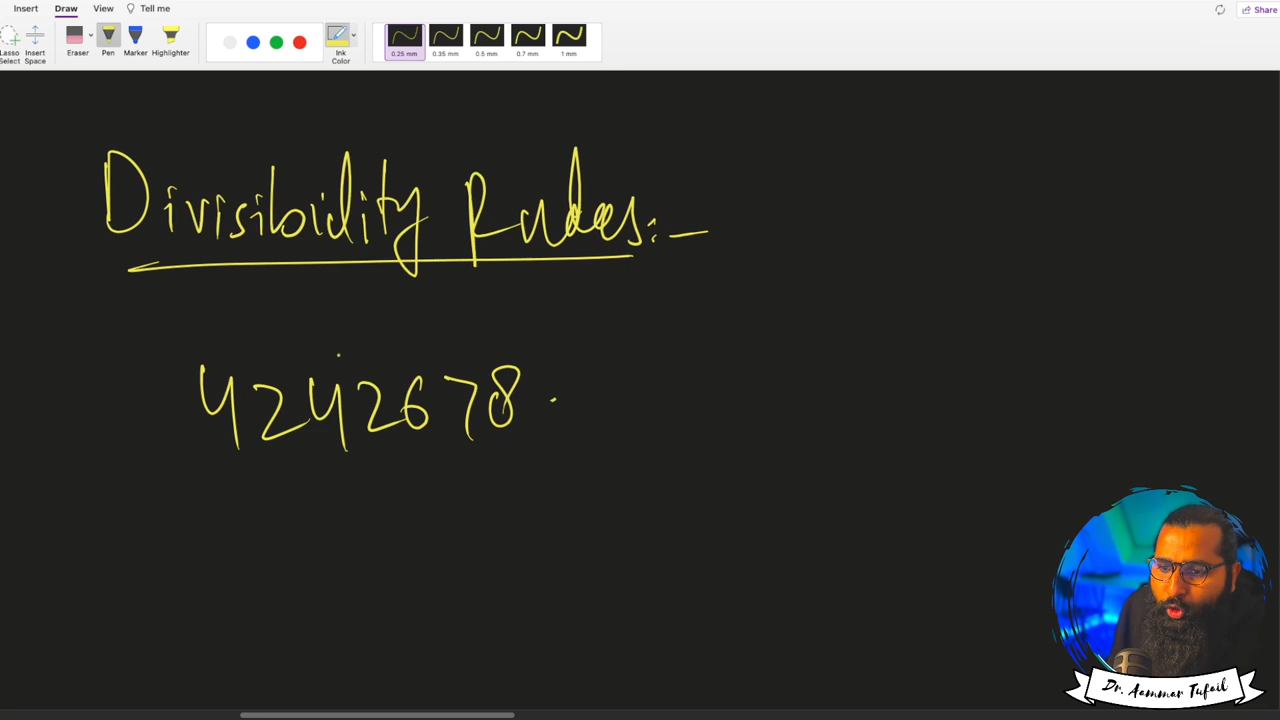 Insert Draw View Tell me Share
Lasso Select Insert Space Eraser Pen Marker Highlighter Ink Color 0.25 mm 0.35 mm 0.5 mm 0.7 mm 1 mm
Divisiboidity Rules:-
4242678
Dr. Aammar Tufail